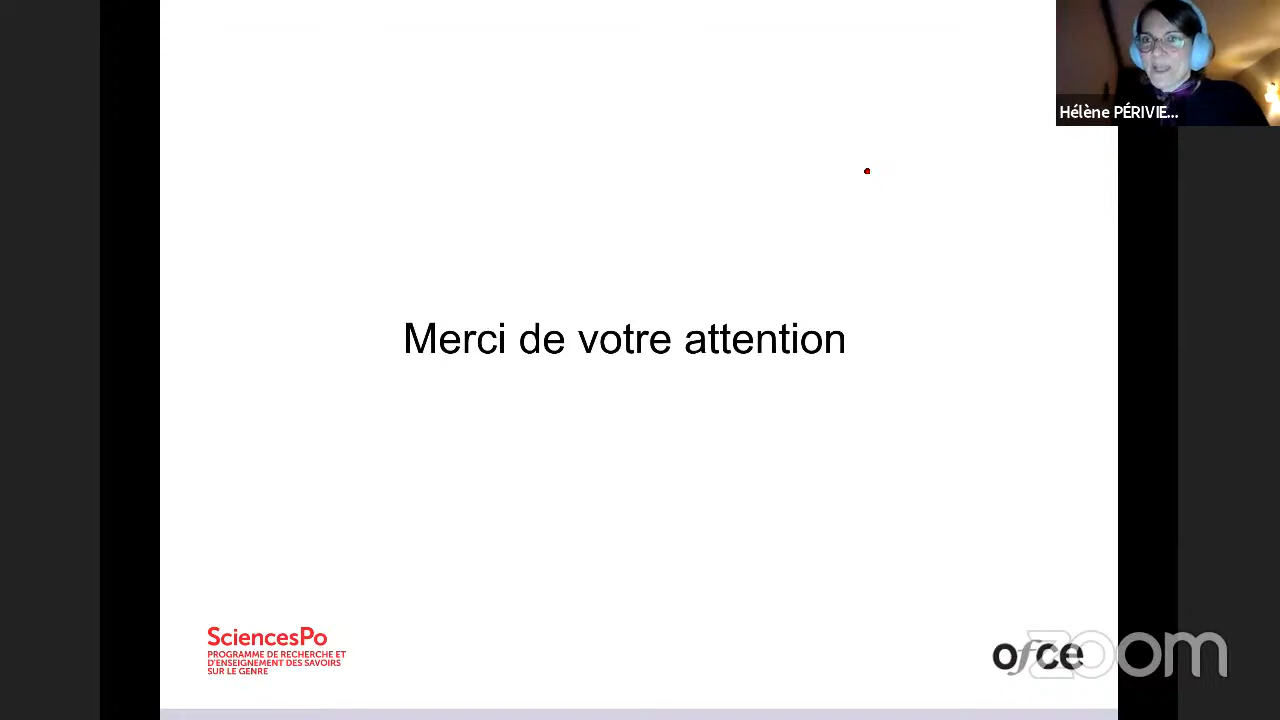 Hélène PÉRIVIE...
Merci de votre attention
SciencesPo
PROGRAMME DE RECHERCHE ET
D'ENSEIGNEMENT DES SAVOIRS
SUR LE GENRE
ofce
zoom